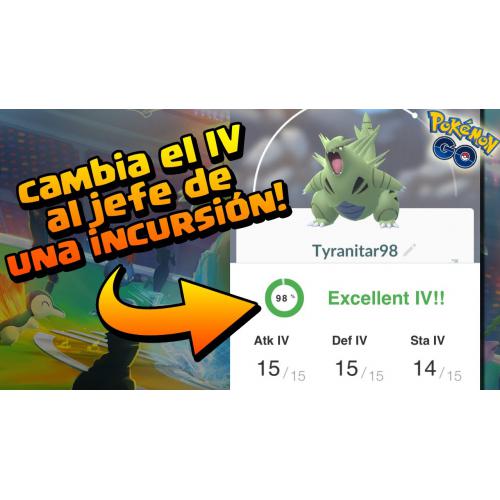 Pokémon
GO
cambia el IV
al jefe de
una incursión!
Tyranitar98
98 %
Excellent IV!!
Atk IV Def IV Sta IV
15/15 15/15 14/15